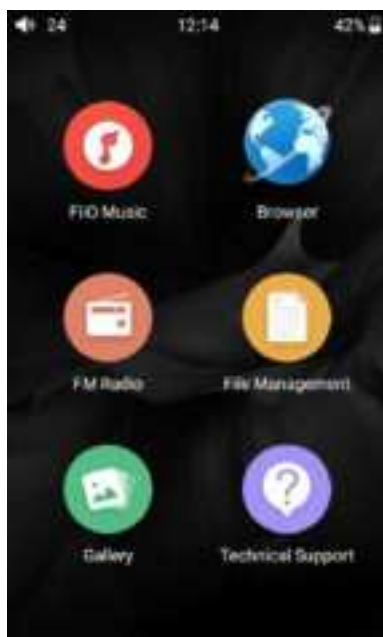 24 12:14 42%
FiiO Music Browser
FM Radio File Management
Gallery Technical Support